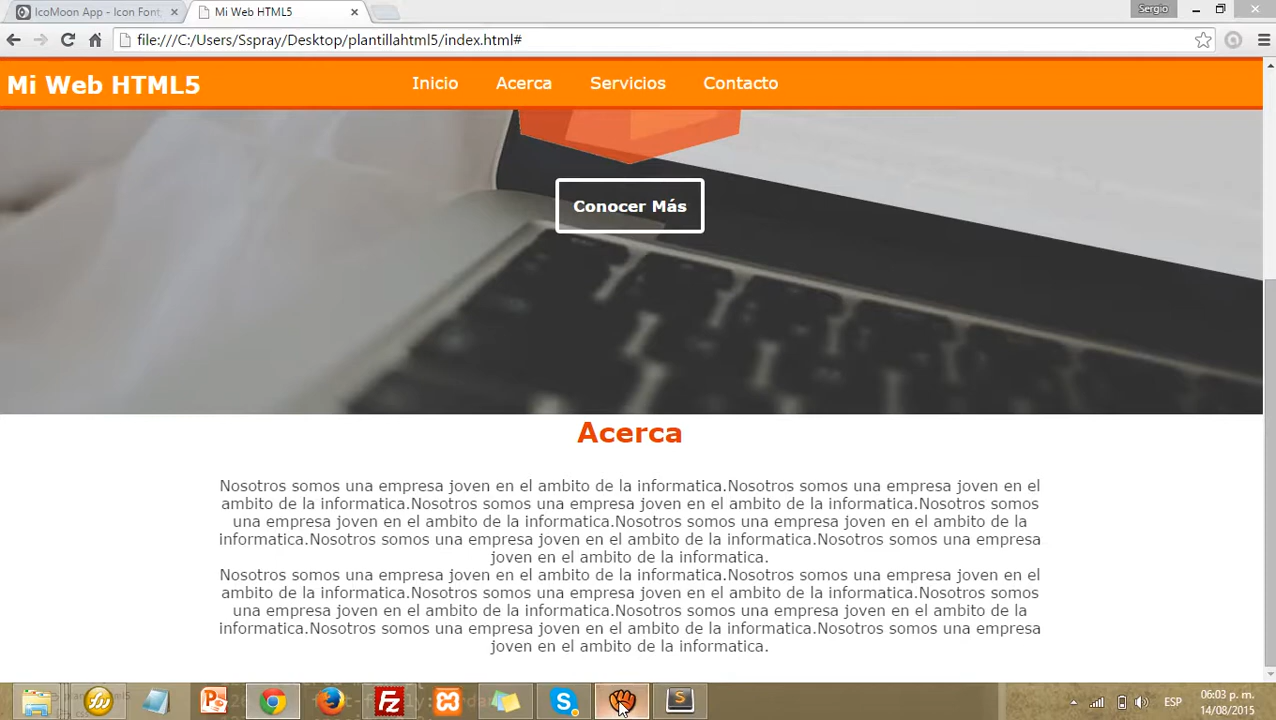 IcoMoon App - Icon Font,
Mi Web HTML5
Sergio
file:///C:/Users/Sspray/Desktop/plantillahtml5/index.html#
Mi Web HTML5
Inicio
Acerca
Servicios
Contacto
Conocer Más
Acerca
Nosotros somos una empresa joven en el ambito de la informatica.Nosotros somos una empresa joven en el
ambito de la informatica.Nosotros somos una empresa joven en el ambito de la informatica.Nosotros somos
una empresa joven en el ambito de la informatica.Nosotros somos una empresa joven en el ambito de la
informatica.Nosotros somos una empresa joven en el ambito de la informatica.Nosotros somos una empresa
joven en el ambito de la informatica.
Nosotros somos una empresa joven en el ambito de la informatica.Nosotros somos una empresa joven en el
ambito de la informatica.Nosotros somos una empresa joven en el ambito de la informatica.Nosotros somos
una empresa joven en el ambito de la informatica.Nosotros somos una empresa joven en el ambito de la
informatica.Nosotros somos una empresa joven en el ambito de la informatica.Nosotros somos una empresa
joven en el ambito de la informatica.
ESP
06:03 p. m.
14/08/2015